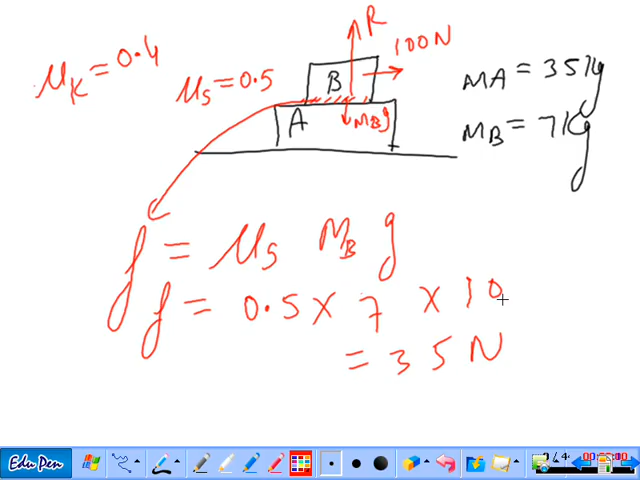 R
100N
μK = 0.4
μS = 0.5
B
A
MBg
MA = 35 kg
MB = 7 kg
f = μS MB g
f = 0.5 × 7 × 10
= 35 N
Edu Pen